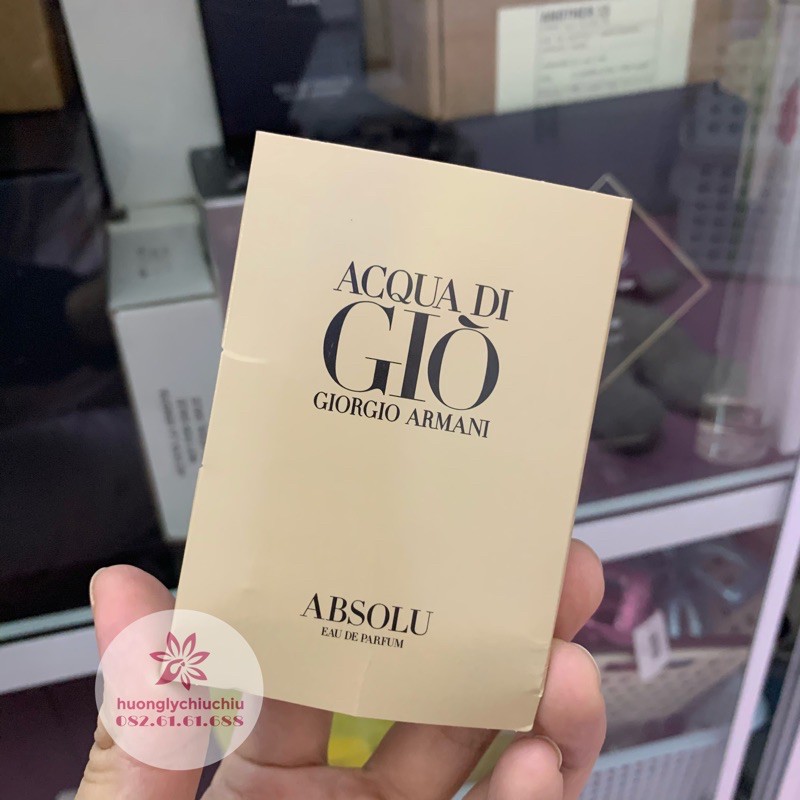 ACQUA DI
GIÒ
GIORGIO ARMANI
ABSOLU
EAU DE PARFUM
huonglychiuchiu
082.61.61.688